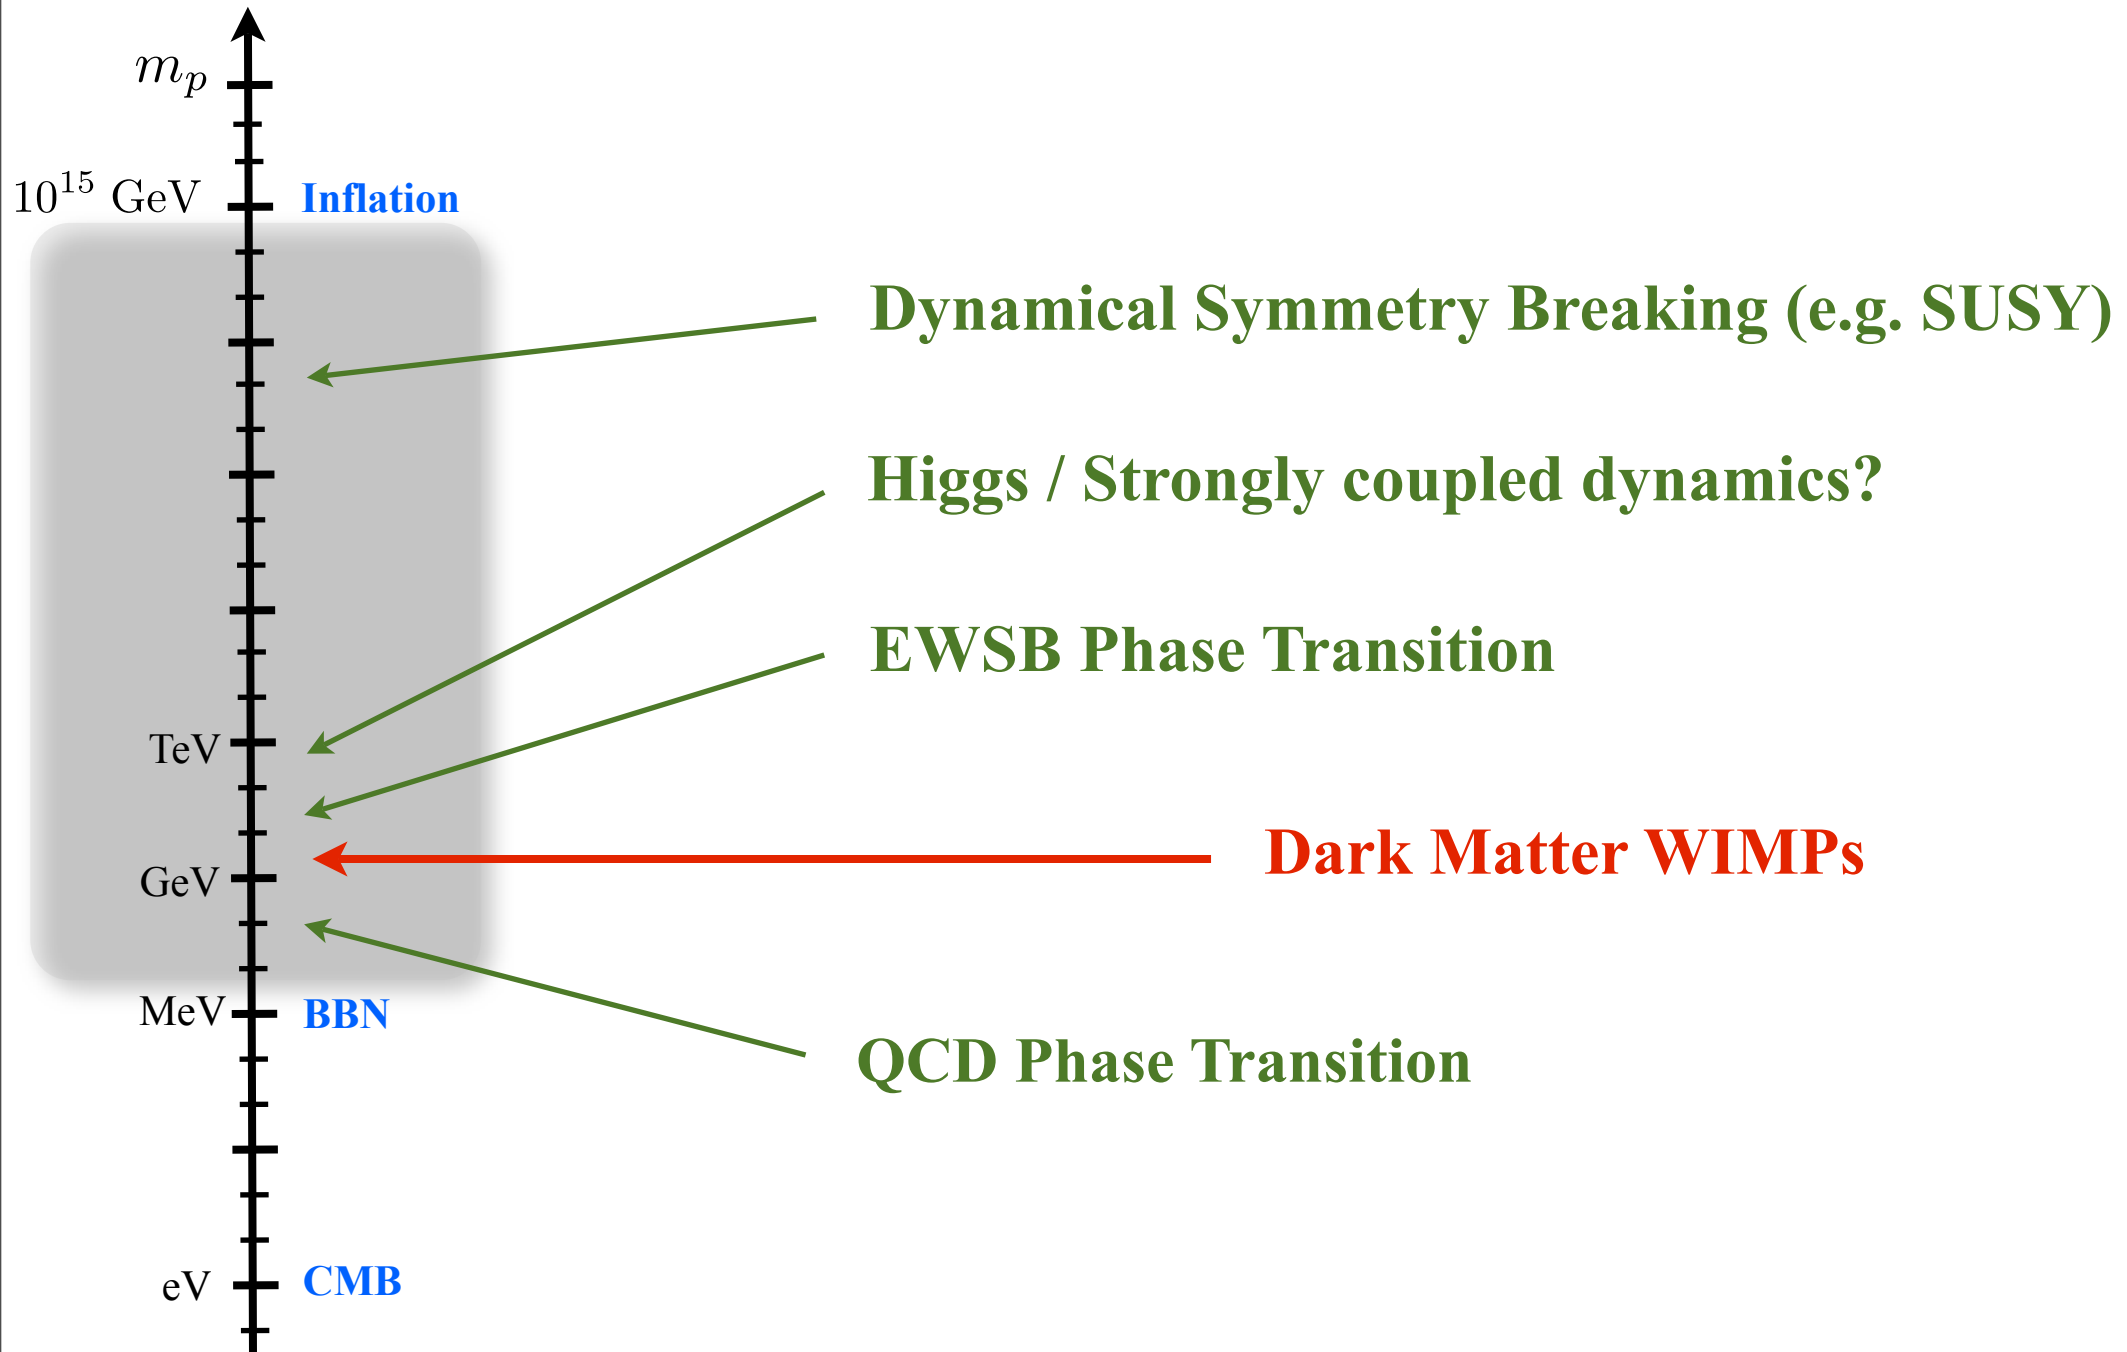 m_p
10^15 GeV
Inflation
Dynamical Symmetry Breaking (e.g. SUSY)
Higgs / Strongly coupled dynamics?
EWSB Phase Transition
TeV
Dark Matter WIMPs
GeV
MeV
BBN
QCD Phase Transition
eV
CMB